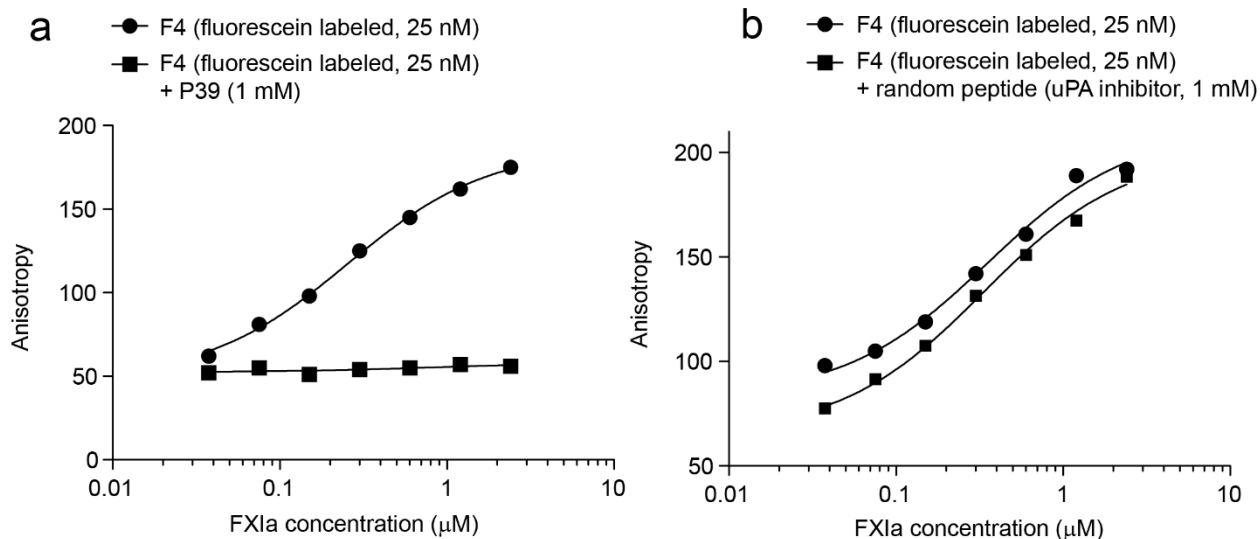 a
F4 (fluorescein labeled, 25 nM)
F4 (fluorescein labeled, 25 nM)
+ P39 (1 mM)
200
150
100
50
0
Anisotropy
0.01
0.1
1
10
FXIa concentration (μM)
b
F4 (fluorescein labeled, 25 nM)
F4 (fluorescein labeled, 25 nM)
+ random peptide (uPA inhibitor, 1 mM)
200
150
100
50
Anisotropy
0.01
0.1
1
10
FXIa concentration (μM)